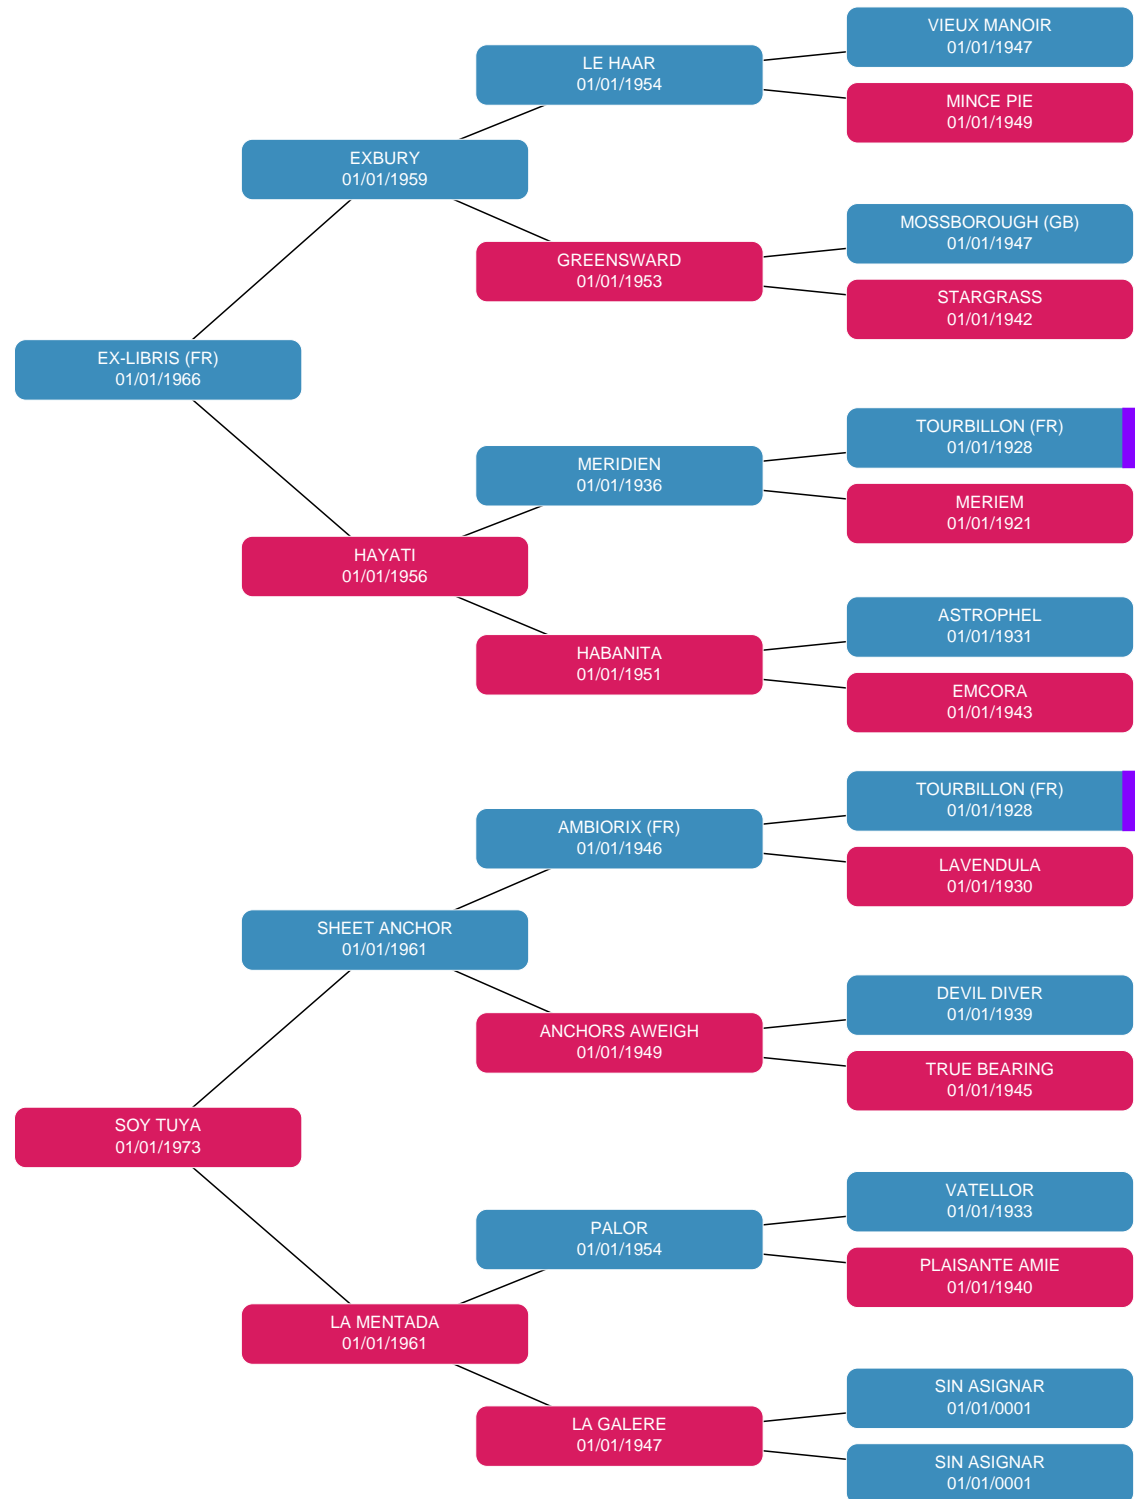 VIEUX MANOIR
01/01/1947
LE HAAR
01/01/1954
MINCE PIE
01/01/1949
EXBURY
01/01/1959
MOSSBOROUGH (GB)
01/01/1947
GREENSWARD
01/01/1953
STARGRASS
01/01/1942
EX-LIBRIS (FR)
01/01/1966
TOURBILLON (FR)
01/01/1928
MERIDIEN
01/01/1936
MERIEM
01/01/1921
HAYATI
01/01/1956
ASTROPHEL
01/01/1931
HABANITA
01/01/1951
EMCORA
01/01/1943
TOURBILLON (FR)
01/01/1928
AMBIORIX (FR)
01/01/1946
LAVENDULA
01/01/1930
SHEET ANCHOR
01/01/1961
DEVIL DIVER
01/01/1939
ANCHORS AWEIGH
01/01/1949
TRUE BEARING
01/01/1945
SOY TUYA
01/01/1973
VATELLOR
01/01/1933
PALOR
01/01/1954
PLAISANTE AMIE
01/01/1940
LA MENTADA
01/01/1961
SIN ASIGNAR
01/01/0001
LA GALERE
01/01/1947
SIN ASIGNAR
01/01/0001